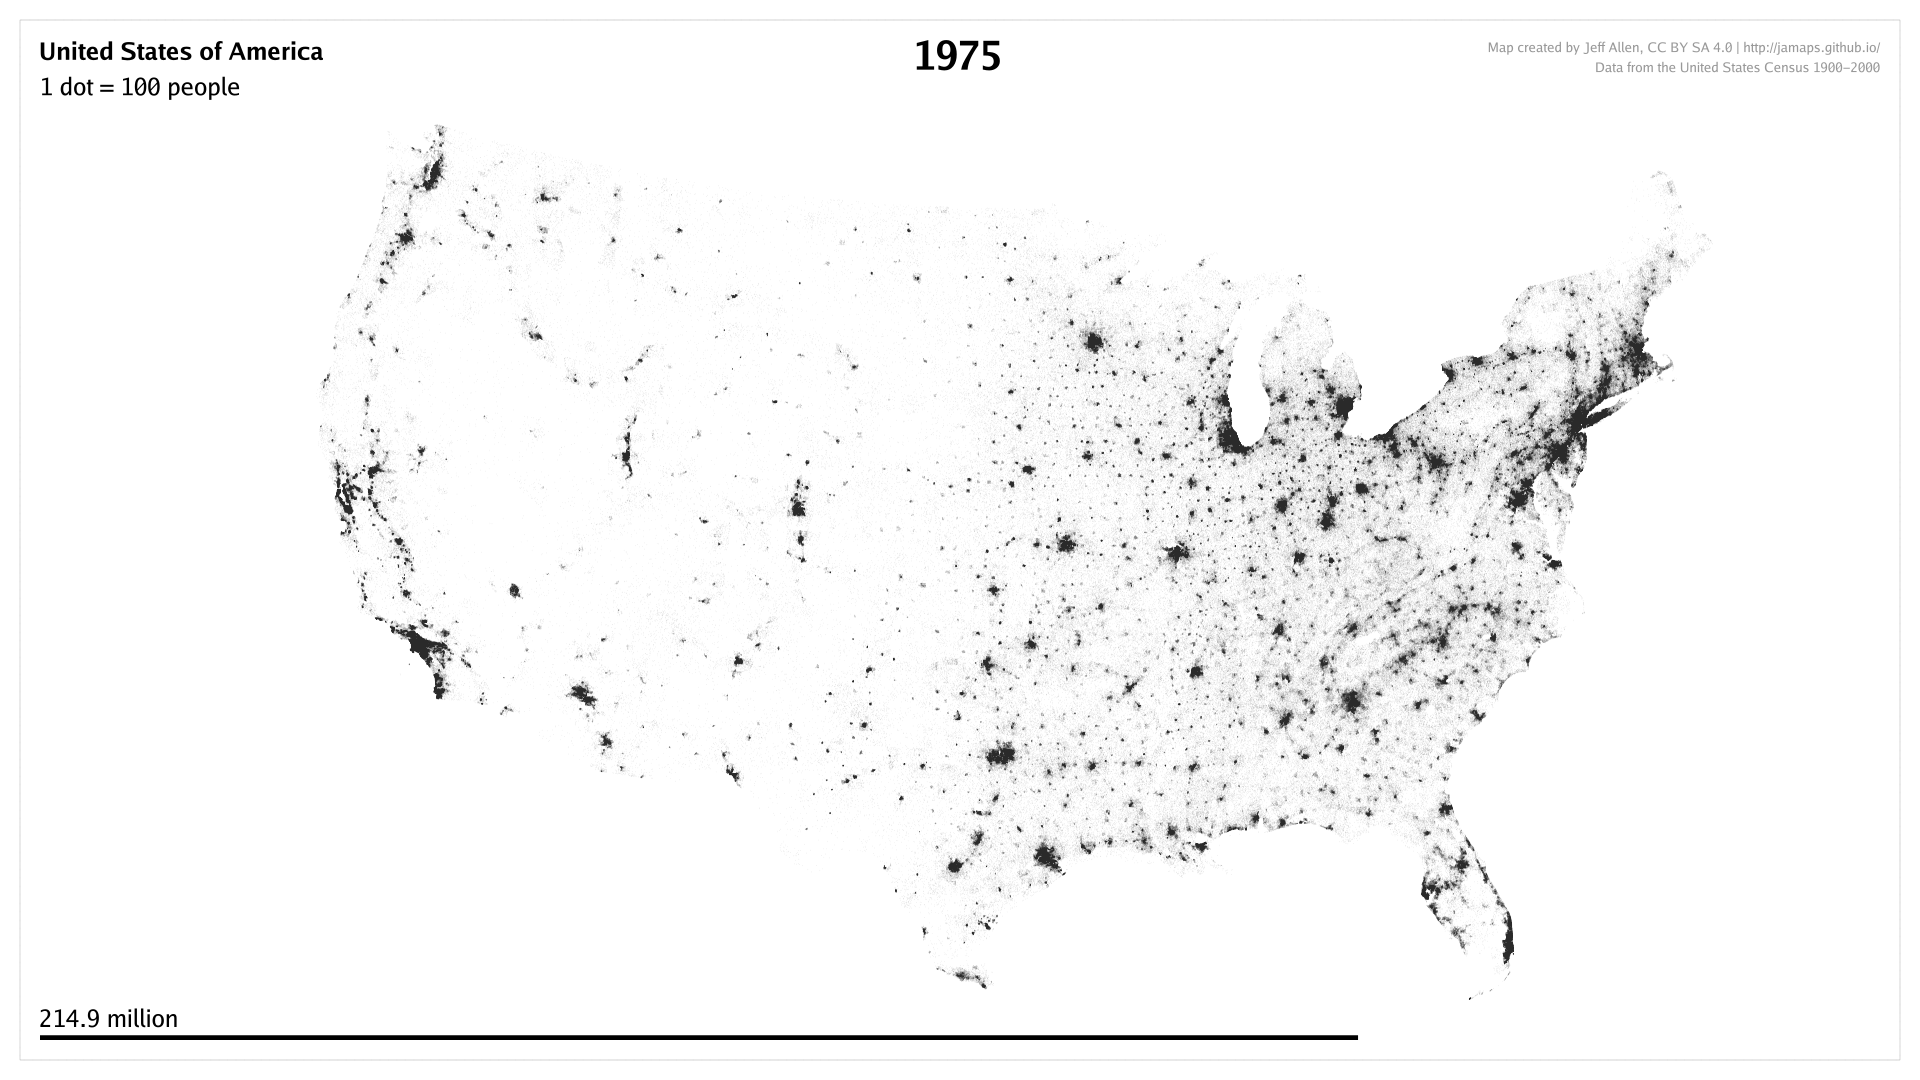 United States of America
1 dot = 100 people
1975
Map created by Jeff Allen, CC BY SA 4.0 | http://jamaps.github.io/
Data from the United States Census 1900–2000
214.9 million